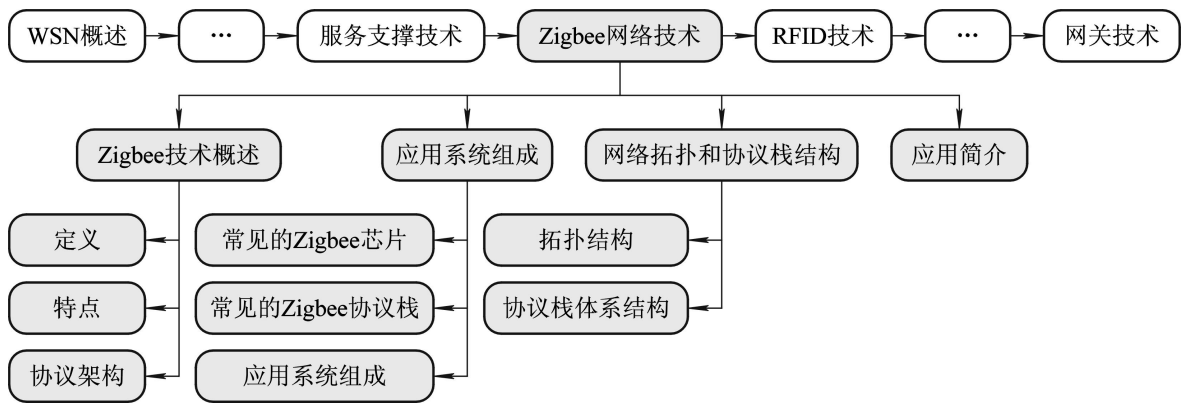 WSN概述
…
服务支撑技术
Zigbee网络技术
RFID技术
…
网关技术
Zigbee技术概述
应用系统组成
网络拓扑和协议栈结构
应用简介
定义
常见的Zigbee芯片
拓扑结构
特点
常见的Zigbee协议栈
协议栈体系结构
协议架构
应用系统组成